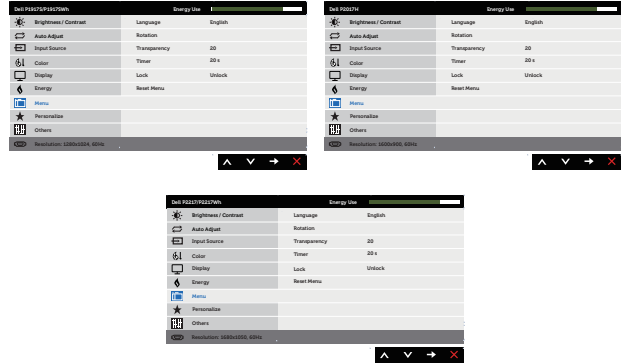 Dell P1917S/P1917SWh Energy Use
Brightness / Contrast Language English
Auto Adjust Rotation
Input Source Transparency 20
Color Timer 20 s
Display Lock Unlock
Energy Reset Menu
Menu
Personalize
Others
Resolution: 1280x1024, 60Hz
Dell P2017H Energy Use
Brightness / Contrast Language English
Auto Adjust Rotation
Input Source Transparency 20
Color Timer 20 s
Display Lock Unlock
Energy Reset Menu
Menu
Personalize
Others
Resolution: 1600x900, 60Hz
Dell P2217/P2217Wh Energy Use
Brightness / Contrast Language English
Auto Adjust Rotation
Input Source Transparency 20
Color Timer 20 s
Display Lock Unlock
Energy Reset Menu
Menu
Personalize
Others
Resolution: 1680x1050, 60Hz